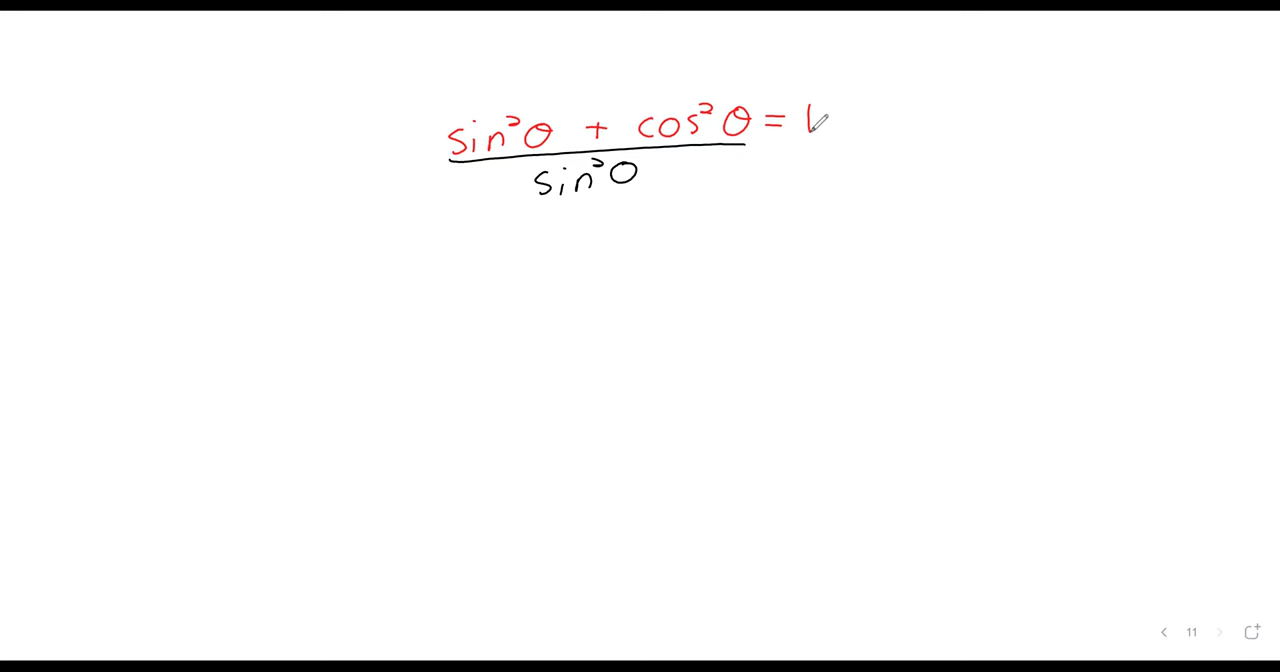 sin²θ + cos²θ = 1
sin²θ
11